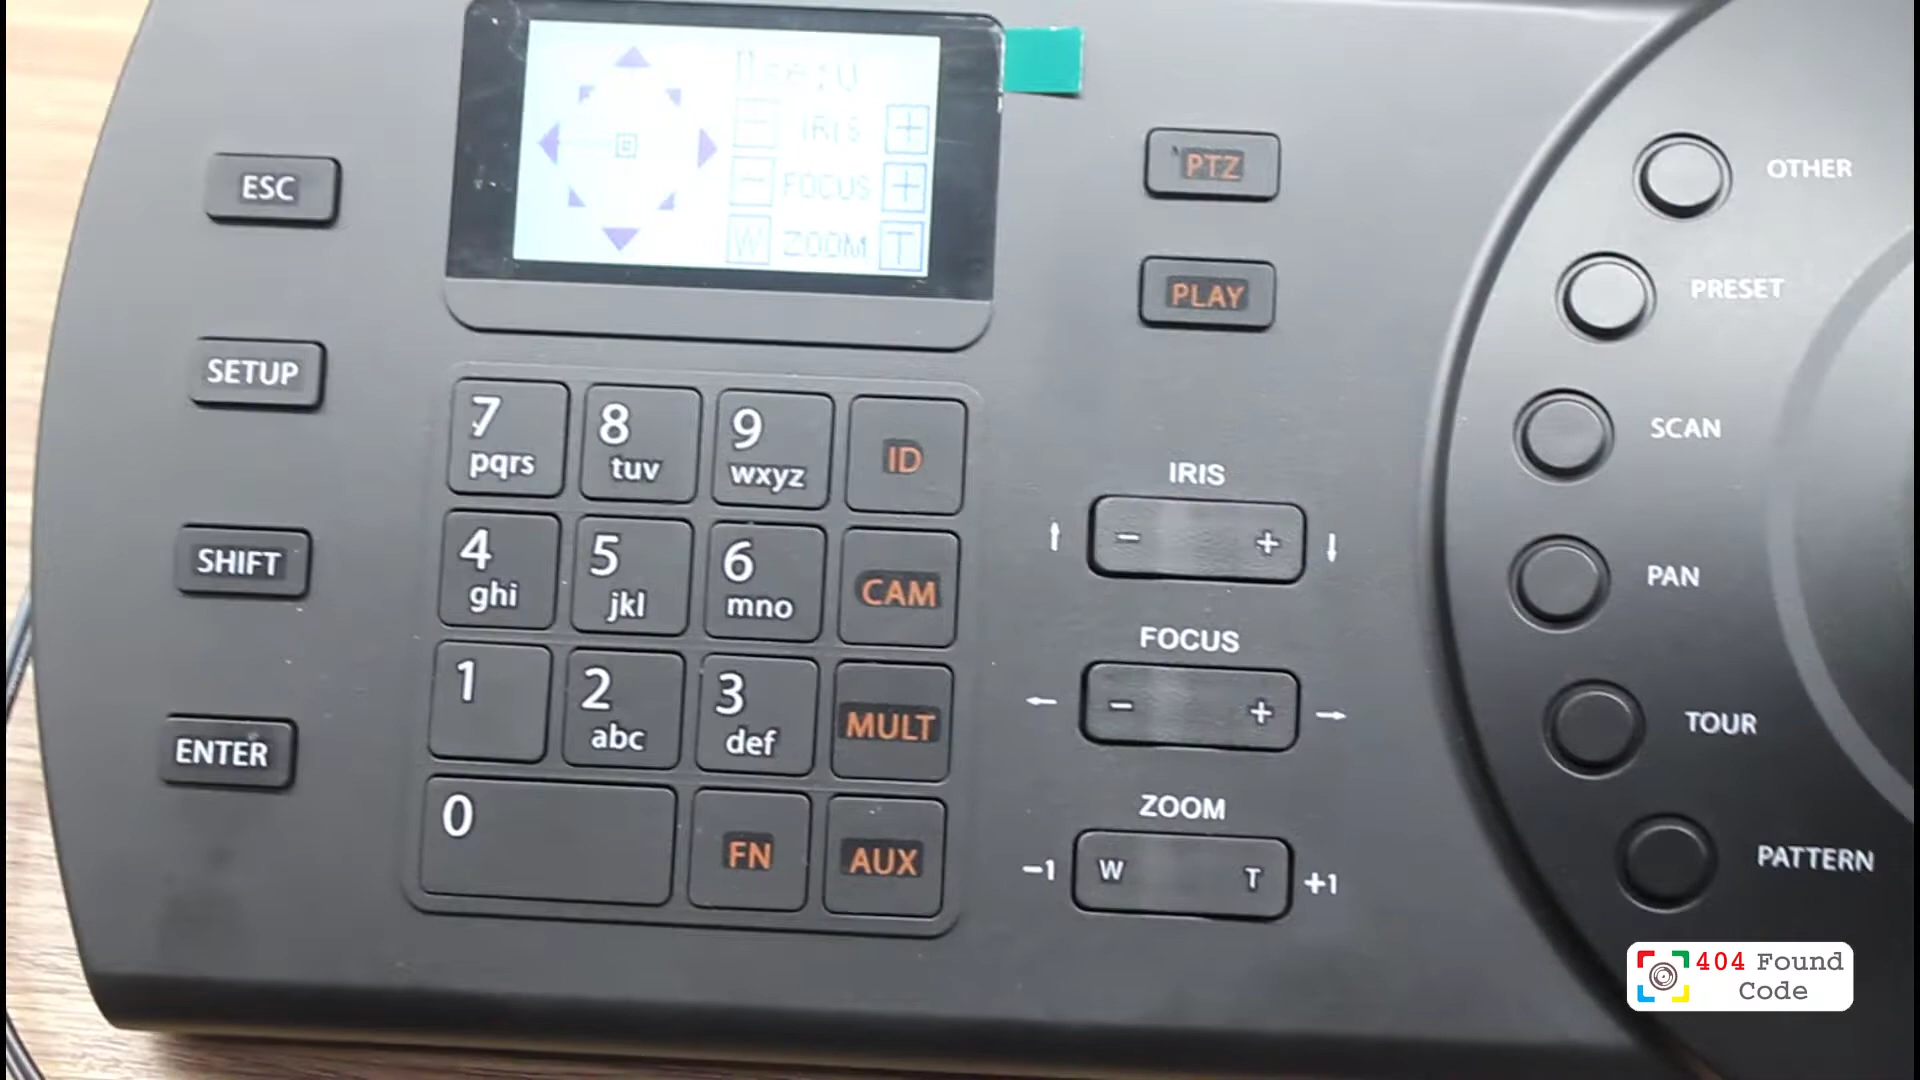 IRIS
FOCUS
W ZOOM T
ESC
SETUP
SHIFT
ENTER
7 pqrs
8 tuv
9 wxyz
ID
4 ghi
5 jkl
6 mno
CAM
1
2 abc
3 def
MULT
0
FN
AUX
PTZ
PLAY
IRIS
- +
FOCUS
- +
ZOOM
-1 W T +1
OTHER
PRESET
SCAN
PAN
TOUR
PATTERN
404 Found
Code